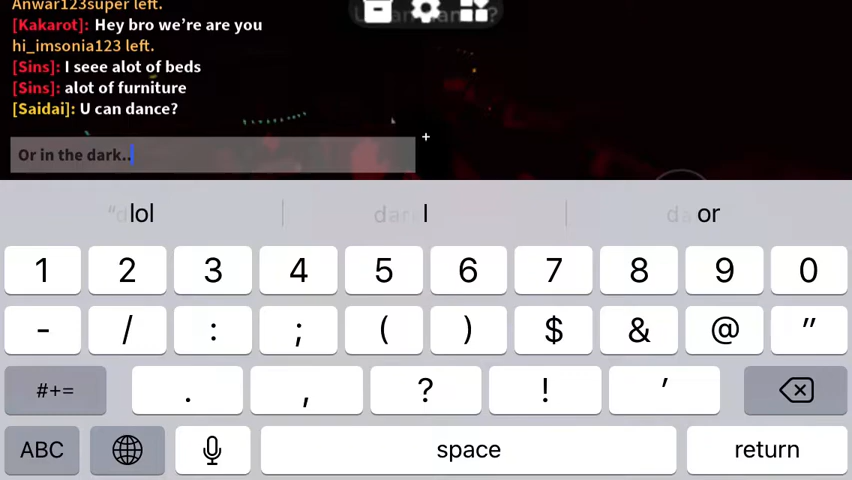 Anwar123super left.
[Kakarot]: Hey bro we're are you
hi_imsonia123 left.
[Sins]: I seee alot of beds
[Sins]: alot of furniture
[Saidai]: U can dance?
Or in the dark..
lol I or
1 2 3 4 5 6 7 8 9 0
- / : ; ( ) $ & @ "
#+= . , ? ! '
ABC space return